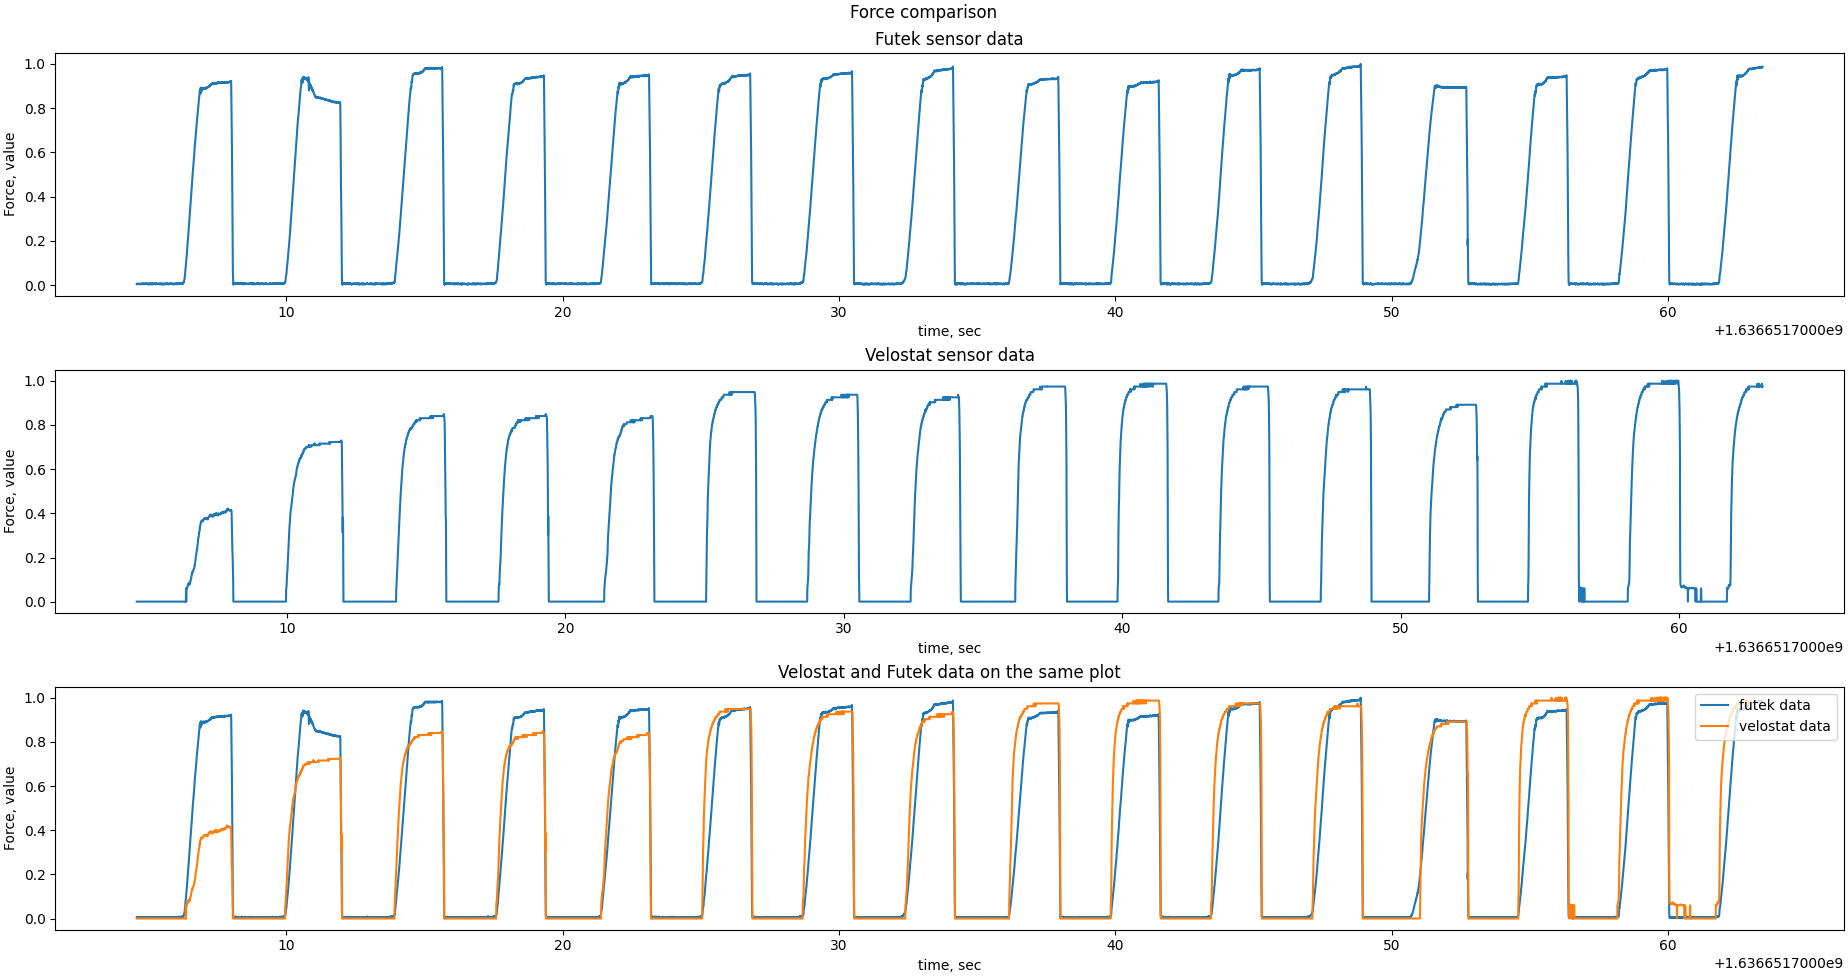 Force comparison
Futek sensor data
1.0
0.8
0.6
0.4
0.2
0.0
Force, value
10 20 30 40 50 60
time, sec
+1.6366517000e9
Velostat sensor data
1.0
0.8
0.6
0.4
0.2
0.0
Force, value
10 20 30 40 50 60
time, sec
+1.6366517000e9
Velostat and Futek data on the same plot
1.0
0.8
0.6
0.4
0.2
0.0
Force, value
futek data
velostat data
10 20 30 40 50 60
time, sec
+1.6366517000e9